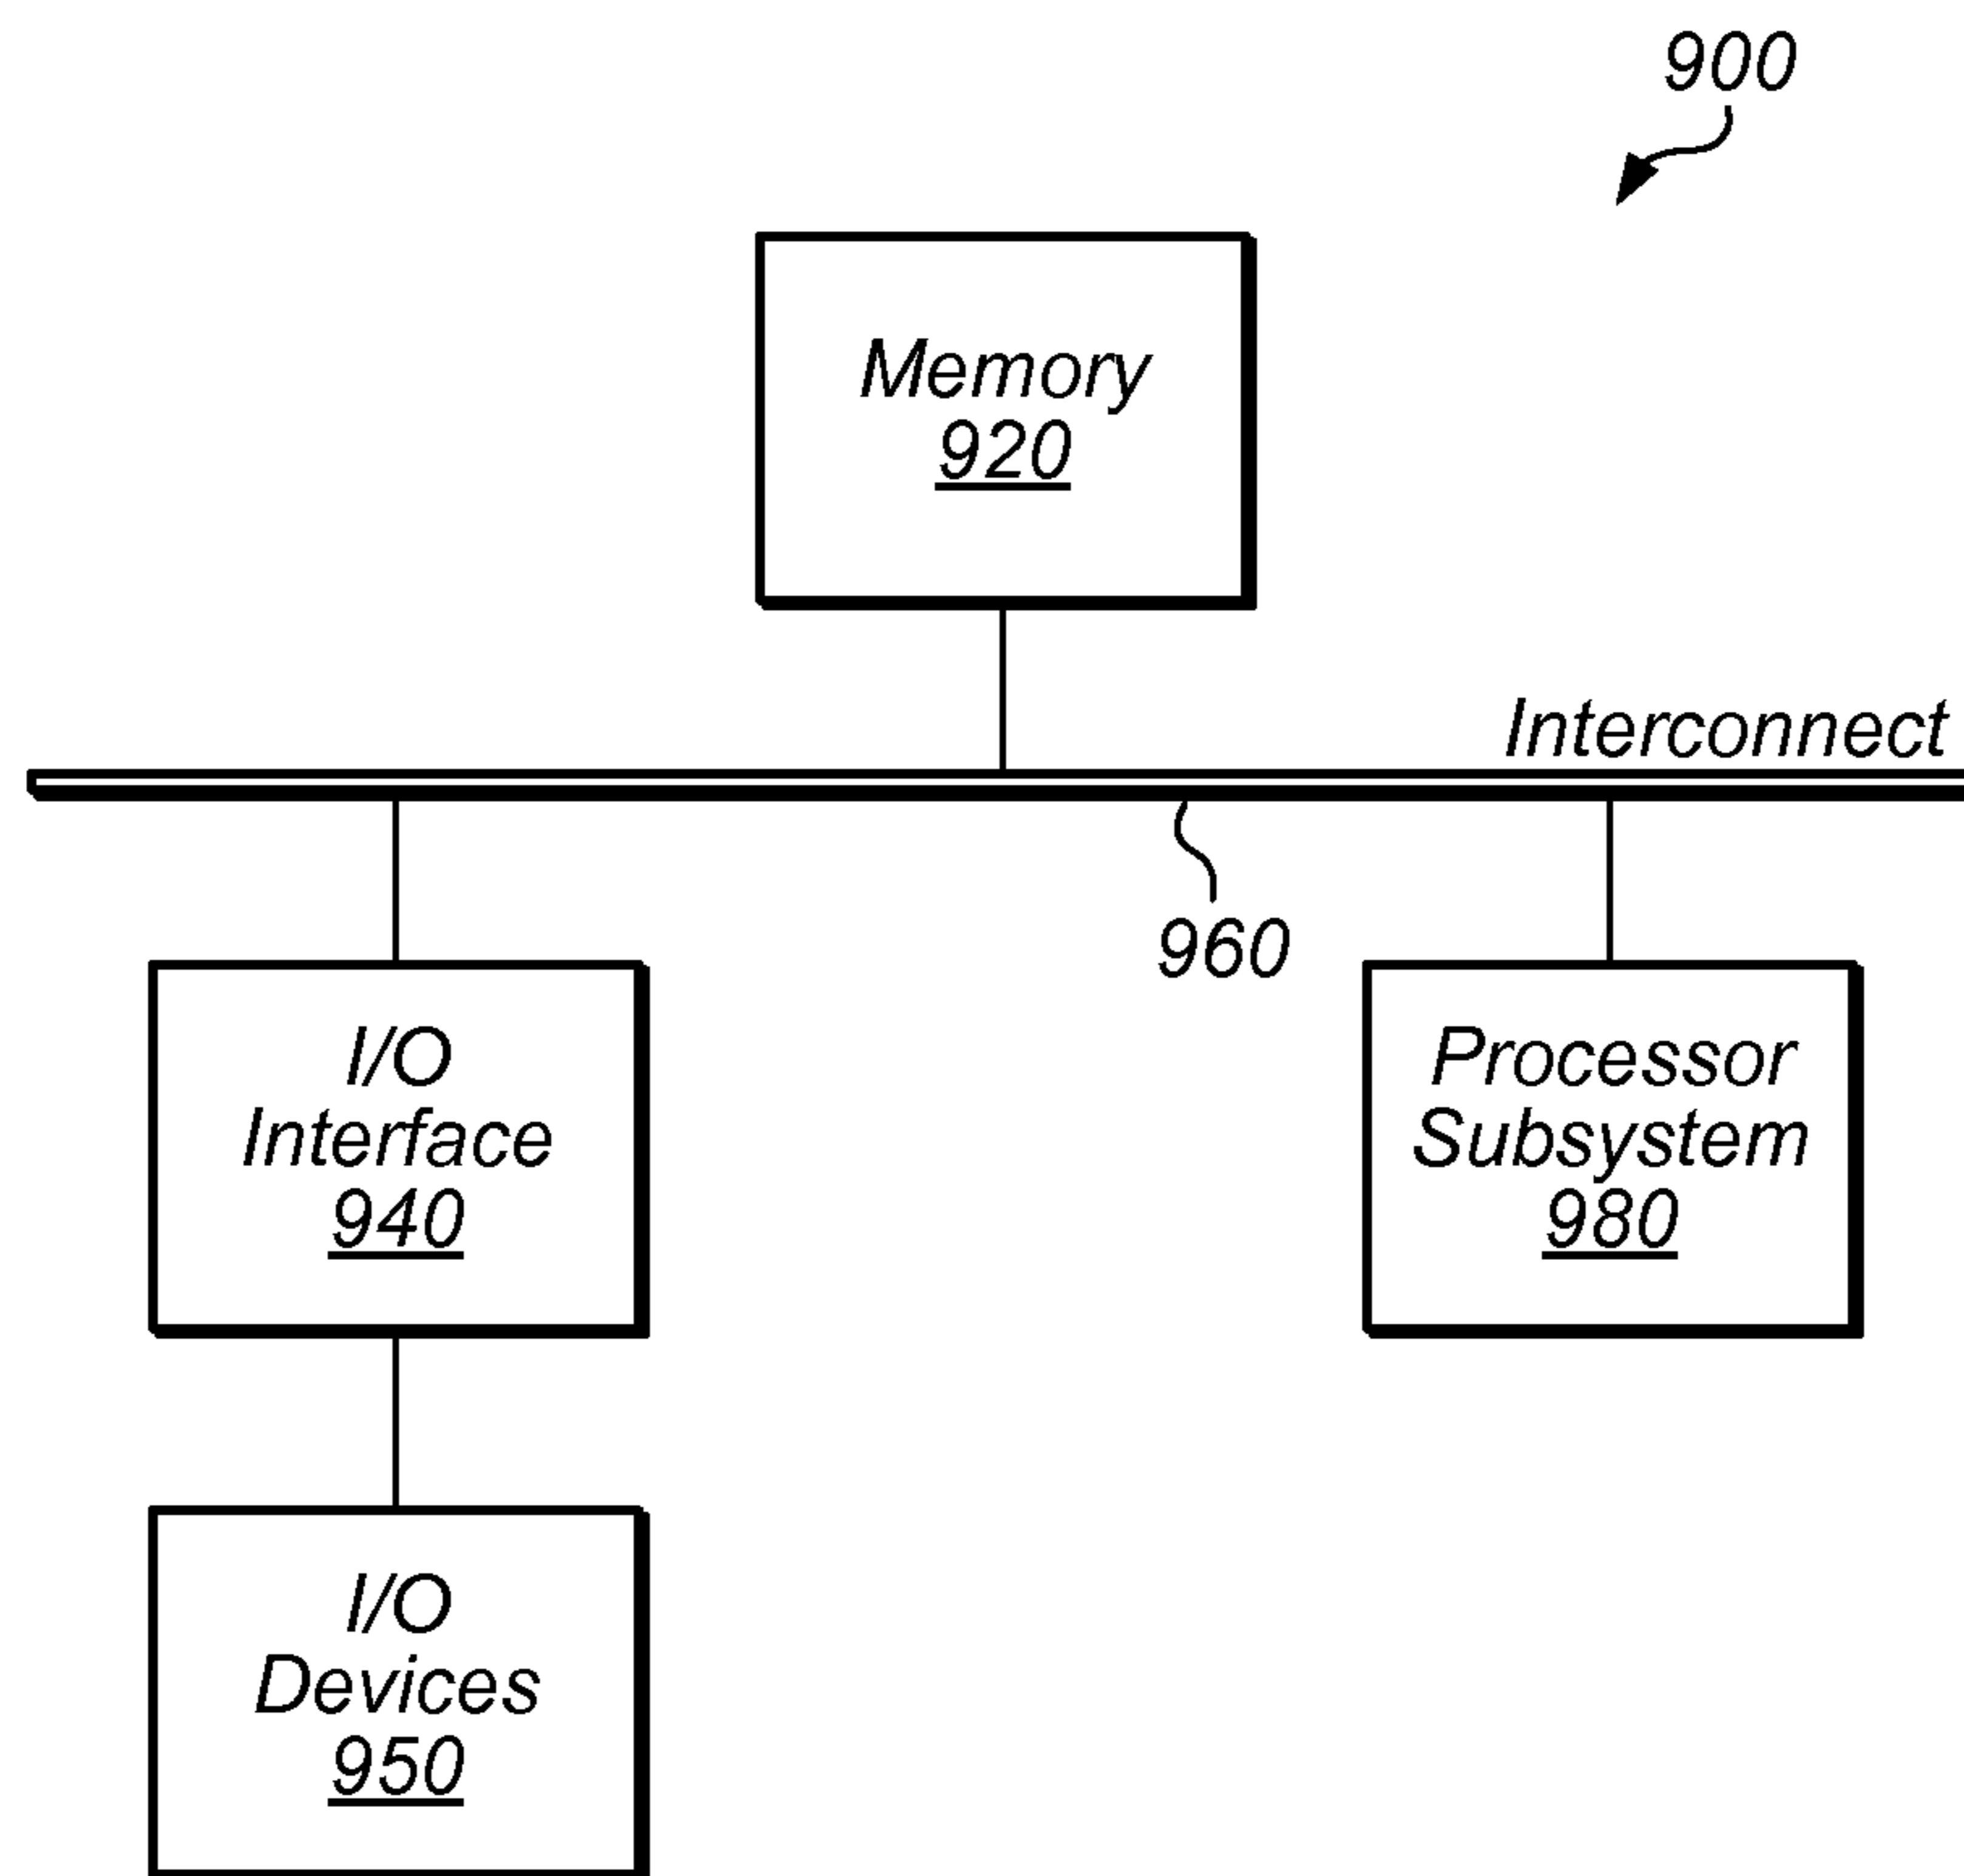 900
Memory
920
Interconnect
960
I/O
Interface
940
Processor
Subsystem
980
I/O
Devices
950